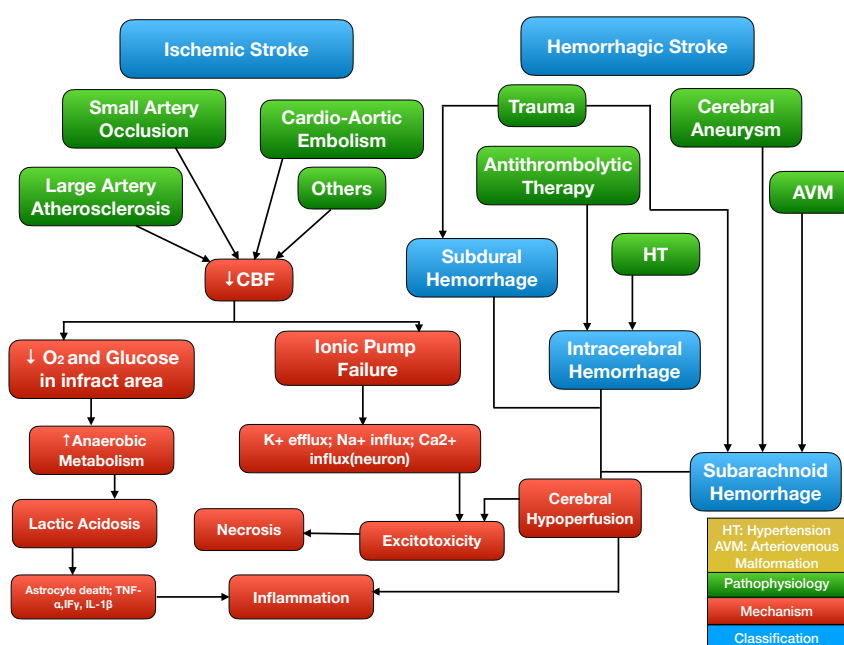 Ischemic Stroke
Hemorrhagic Stroke
Small Artery
Occlusion
Cardio-Aortic
Embolism
Trauma
Cerebral
Aneurysm
Large Artery
Atherosclerosis
Others
Antithrombolytic
Therapy
AVM
Subdural
Hemorrhage
HT
↓CBF
↓ O2 and Glucose
in infract area
Ionic Pump
Failure
Intracerebral
Hemorrhage
↑Anaerobic
Metabolism
K+ efflux; Na+ influx; Ca2+
influx(neuron)
Subarachnoid
Hemorrhage
Lactic Acidosis
Necrosis
Excitotoxicity
Cerebral
Hypoperfusion
Astrocyte death; TNF-
α,IFγ, IL-1β
Inflammation
HT: Hypertension
AVM: Arteriovenous
Malformation
Pathophysiology
Mechanism
Classification